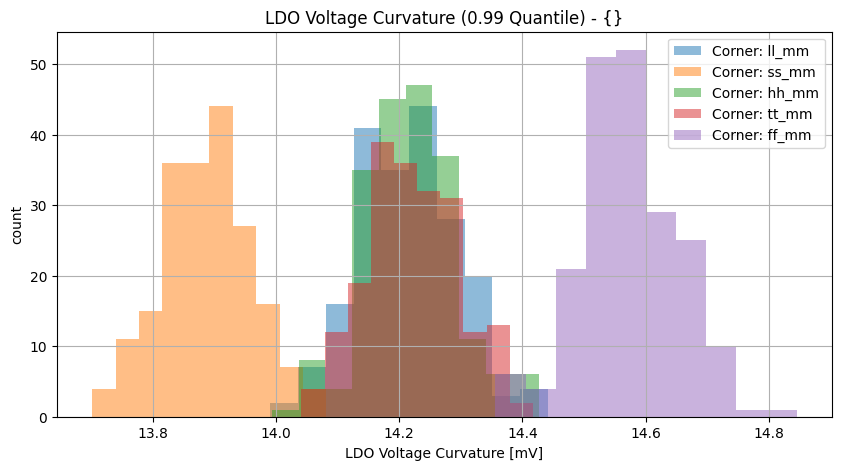 LDO Voltage Curvature (0.99 Quantile) - {}
Corner: ll_mm
Corner: ss_mm
Corner: hh_mm
Corner: tt_mm
Corner: ff_mm
count
50
40
30
20
10
0
13.8 14.0 14.2 14.4 14.6 14.8
LDO Voltage Curvature [mV]